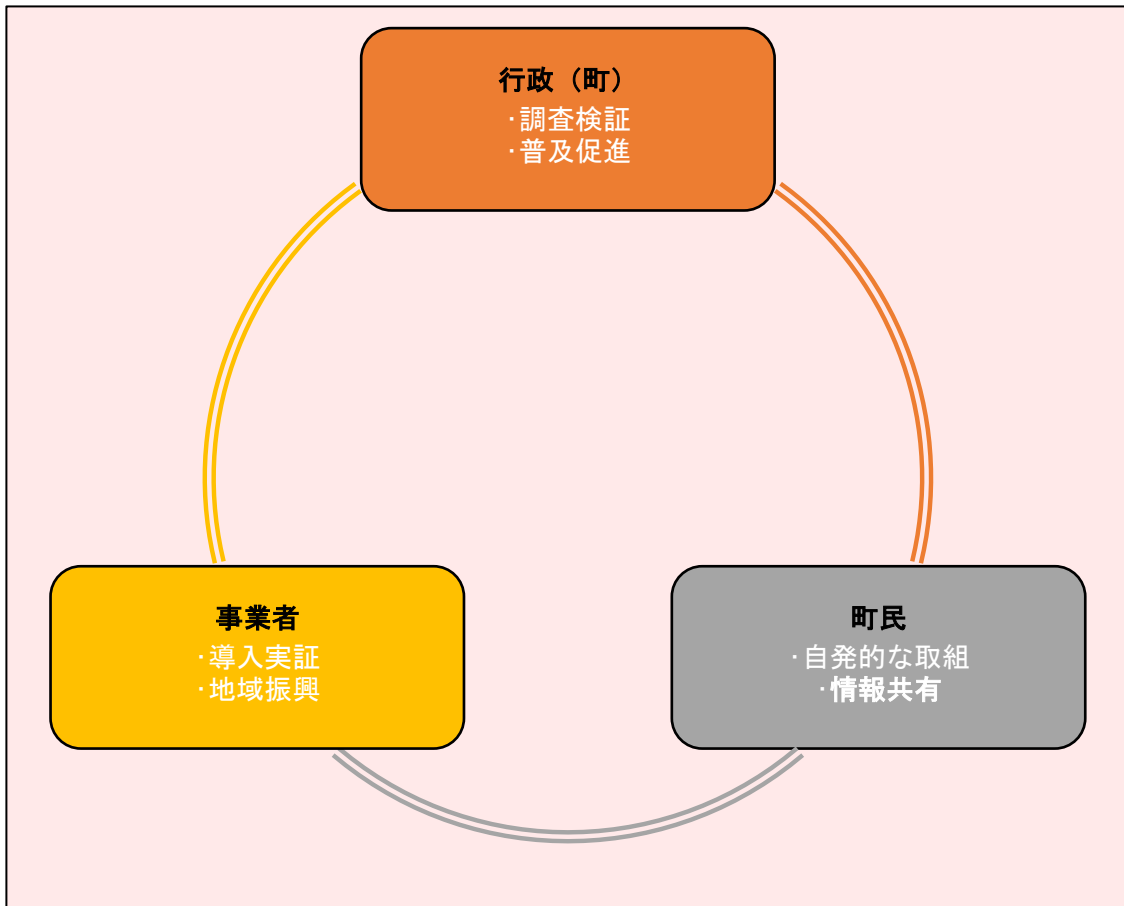 行政（町）
・調査検証
・普及促進
事業者
・導入実証
・地域振興
町民
・自発的な取組
・情報共有